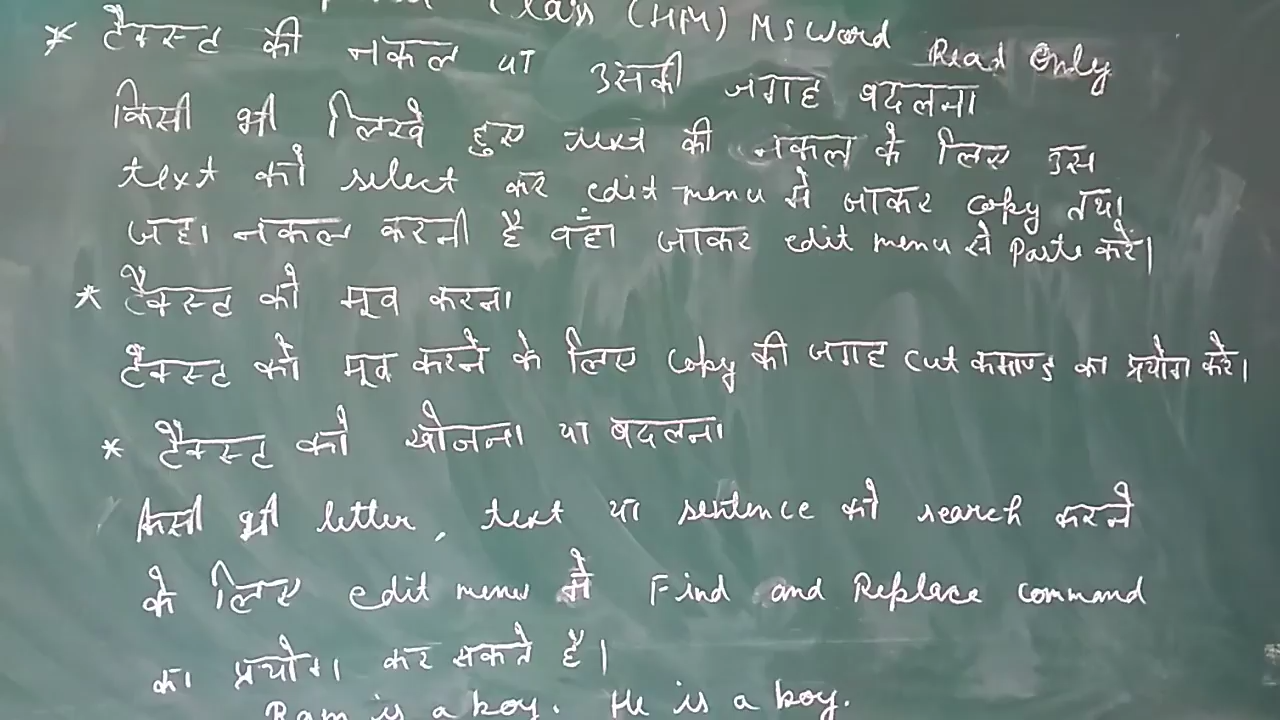 Class (HM) MS Word Read Only
* टैक्स्ट की नकल या उसकी जगह बदलना
किसी भी लिखे हुए text की नकल के लिए उस
text को select कर edit menu में जाकर copy तथा
जहा नकल करनी है वहा जाकर edit menu से Paste करें।
* टैक्स्ट को मूव करना
टैक्स्ट को मूव करने के लिए copy की जगह cut कमाण्ड का प्रयोग करें।
* टैक्स्ट को खोजना या बदलना
किसी भी letter, text या sentence को search करने
के लिए edit menu में Find and Replace command
का प्रयोग कर सकते हैं।
Ram is a boy. He is a boy.